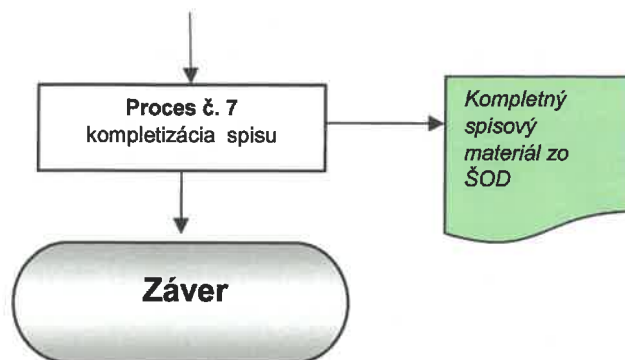 Proces č. 7
kompletizácia spisu
Kompletný
spisový
materiál zo
ŠOD
Záver